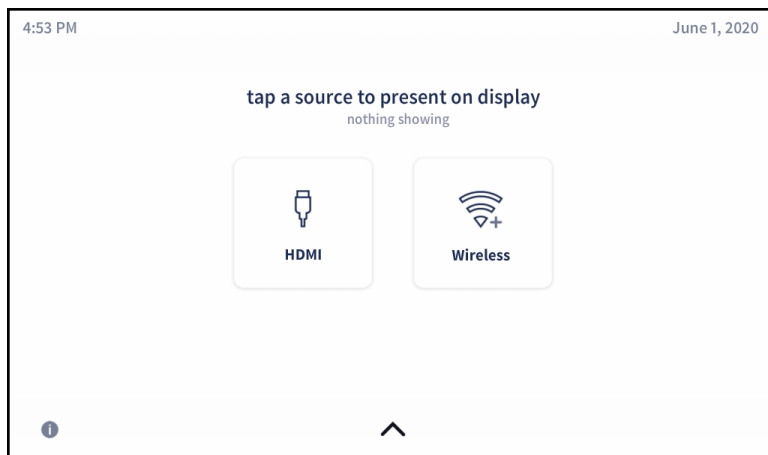 4:53 PM
June 1, 2020
tap a source to present on display
nothing showing
HDMI
Wireless
i